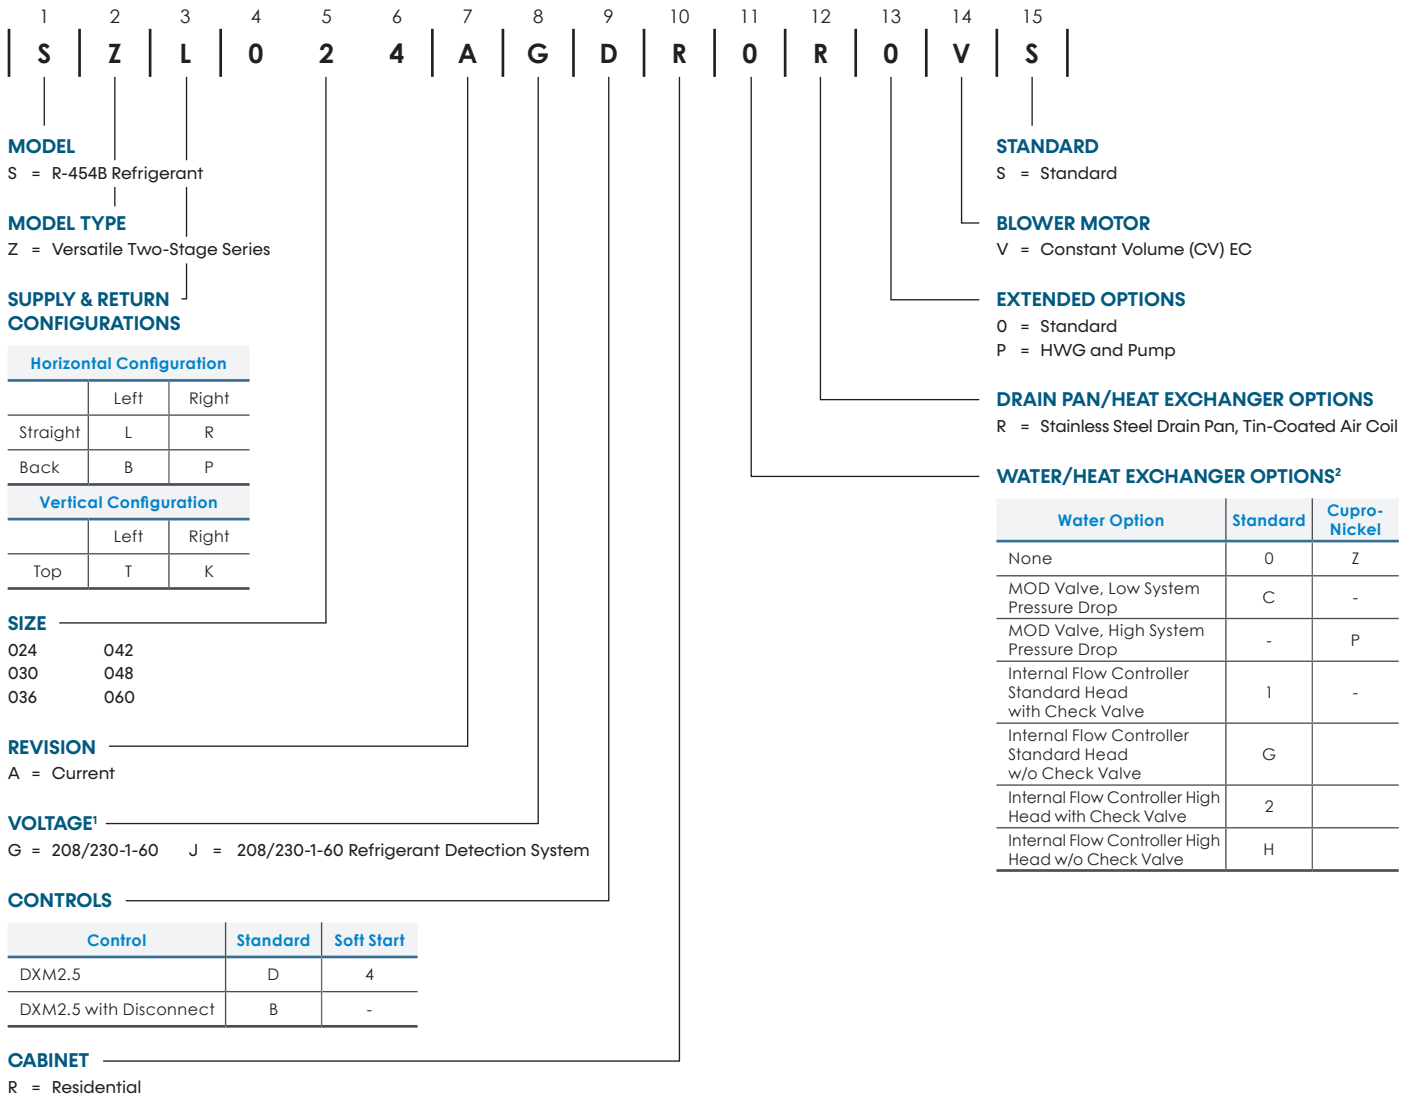 1 2 3 4 5 6 7 8 9 10 11 12 13 14 15
S Z L 0 2 4 A G D R 0 R 0 V S
MODEL
S = R-454B Refrigerant
MODEL TYPE
Z = Versatile Two-Stage Series
SUPPLY & RETURN
CONFIGURATIONS
Horizontal Configuration
Left Right
Straight L R
Back B P
Vertical Configuration
Left Right
Top T K
SIZE
024 042
030 048
036 060
REVISION
A = Current
VOLTAGE¹
G = 208/230-1-60 J = 208/230-1-60 Refrigerant Detection System
CONTROLS
Control Standard Soft Start
DXM2.5 D 4
DXM2.5 with Disconnect B -
CABINET
R = Residential
STANDARD
S = Standard
BLOWER MOTOR
V = Constant Volume (CV) EC
EXTENDED OPTIONS
0 = Standard
P = HWG and Pump
DRAIN PAN/HEAT EXCHANGER OPTIONS
R = Stainless Steel Drain Pan, Tin-Coated Air Coil
WATER/HEAT EXCHANGER OPTIONS²
Water Option Standard Cupro-
Nickel
None 0 Z
MOD Valve, Low System
Pressure Drop C -
MOD Valve, High System
Pressure Drop - P
Internal Flow Controller
Standard Head 1 -
with Check Valve
Internal Flow Controller
Standard Head G
w/o Check Valve
Internal Flow Controller High
Head with Check Valve 2
Internal Flow Controller High
Head w/o Check Valve H